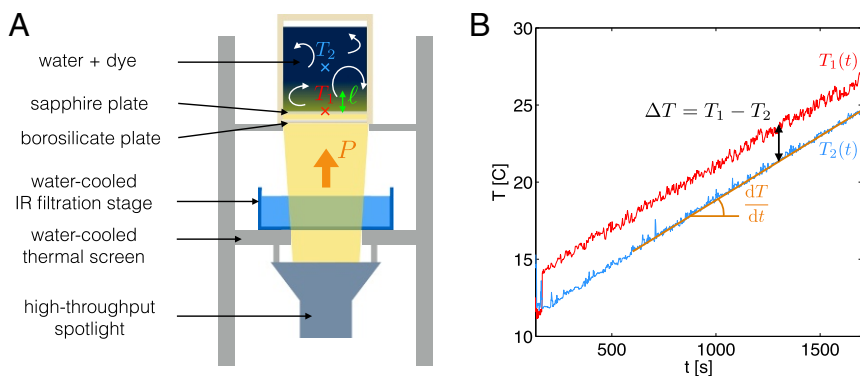 A
water + dye
sapphire plate
borosilicate plate
water-cooled
IR filtration stage
water-cooled
thermal screen
high-throughput
spotlight
T₂
T₁
ℓ
P
B
T [C]
30
25
20
15
10
500
1000
1500
t [s]
T₁(t)
ΔT = T₁ − T₂
T₂(t)
dT
dt